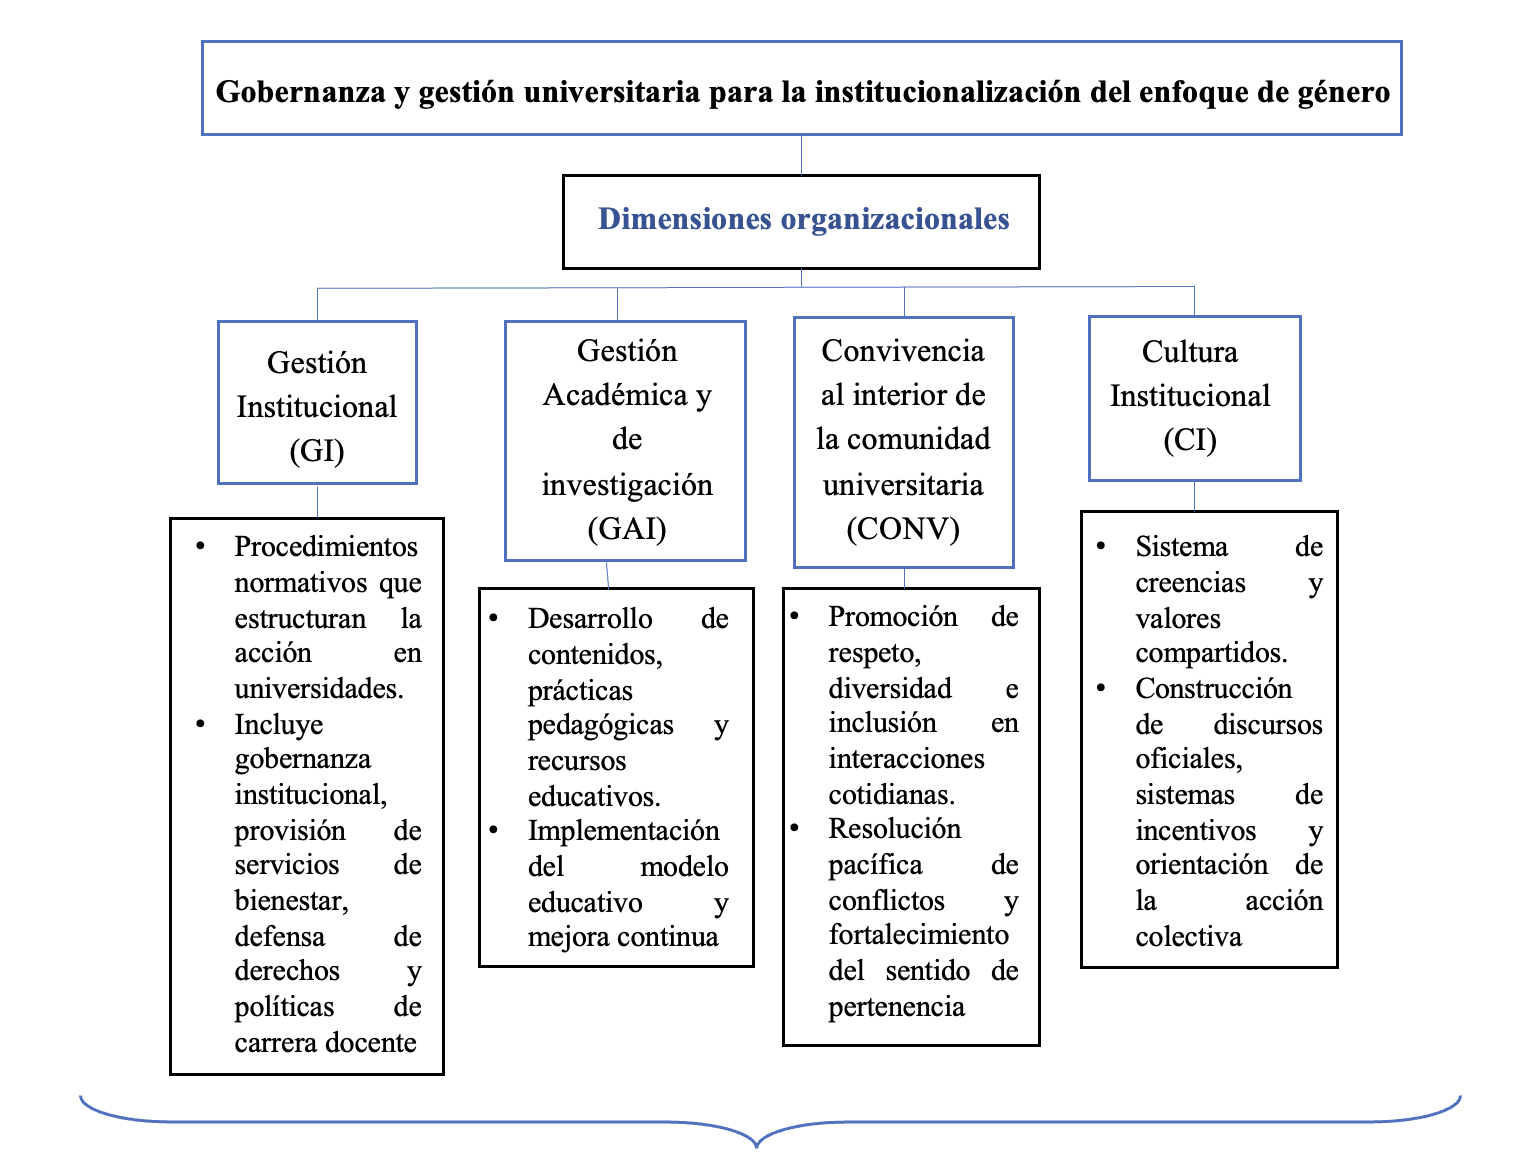 Gobernanza y gestión universitaria para la institucionalización del enfoque de género
Dimensiones organizacionales
Gestión
Institucional
(GI)
Gestión
Académica y
de
investigación
(GAI)
Convivencia
al interior de
la comunidad
universitaria
(CONV)
Cultura
Institucional
(CI)
• Procedimientos
normativos que
estructuran la
acción en
universidades.
• Incluye
gobernanza
institucional,
provisión de
servicios de
bienestar,
defensa de
derechos y
políticas de
carrera docente
• Desarrollo de
contenidos,
prácticas
pedagógicas y
recursos
educativos.
• Implementación
del modelo
educativo y
mejora continua
• Promoción de
respeto,
diversidad e
inclusión en
interacciones
cotidianas.
• Resolución
pacífica de
conflictos y
fortalecimiento
del sentido de
pertenencia
• Sistema de
creencias y
valores
compartidos.
• Construcción
de discursos
oficiales,
sistemas de
incentivos y
orientación de
la acción
colectiva